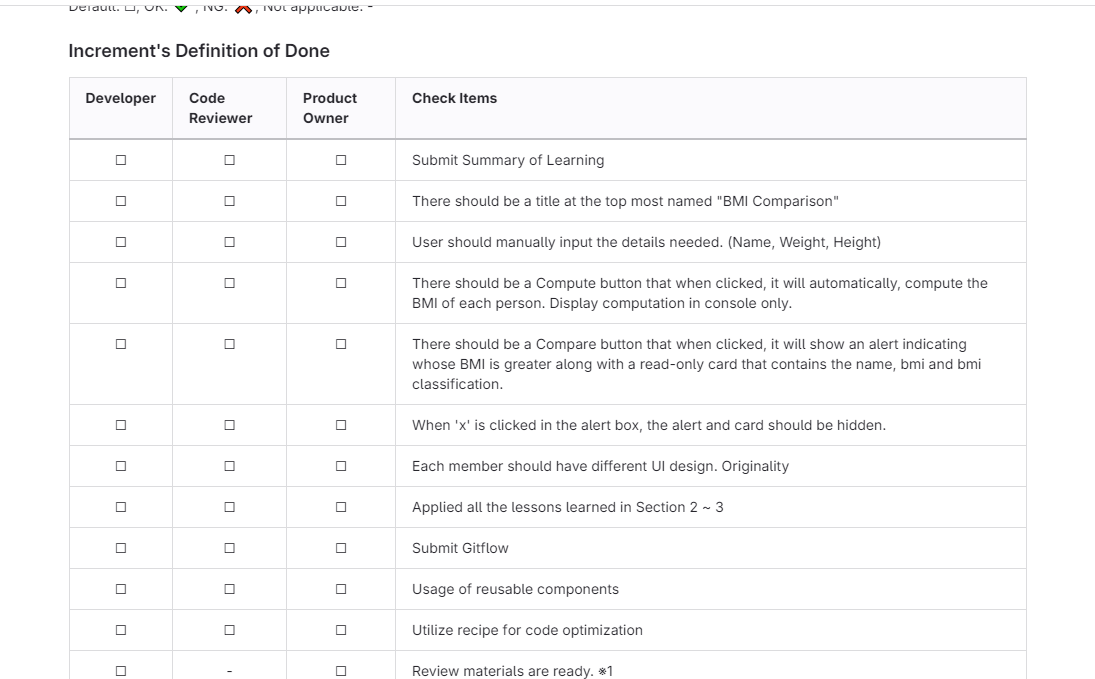 Default: ☐, OK: ✔, NG: ❌, Not applicable: -
Increment's Definition of Done
Developer
Code
Reviewer
Product
Owner
Check Items
☐ ☐ ☐ Submit Summary of Learning
☐ ☐ ☐ There should be a title at the top most named "BMI Comparison"
☐ ☐ ☐ User should manually input the details needed. (Name, Weight, Height)
☐ ☐ ☐ There should be a Compute button that when clicked, it will automatically, compute the
BMI of each person. Display computation in console only.
☐ ☐ ☐ There should be a Compare button that when clicked, it will show an alert indicating
whose BMI is greater along with a read-only card that contains the name, bmi and bmi
classification.
☐ ☐ ☐ When 'x' is clicked in the alert box, the alert and card should be hidden.
☐ ☐ ☐ Each member should have different UI design. Originality
☐ ☐ ☐ Applied all the lessons learned in Section 2 ~ 3
☐ ☐ ☐ Submit Gitflow
☐ ☐ ☐ Usage of reusable components
☐ ☐ ☐ Utilize recipe for code optimization
☐ - ☐ Review materials are ready. ※1